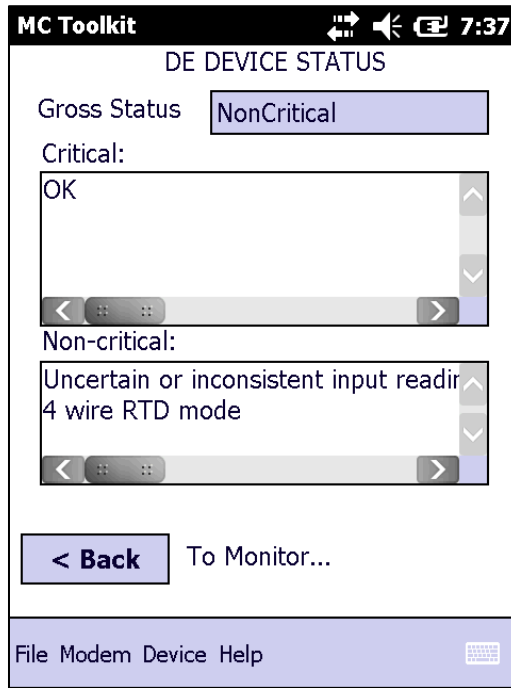 MC Toolkit 7:37
DE DEVICE STATUS
Gross Status NonCritical
Critical:
OK
Non-critical:
Uncertain or inconsistent input readin
4 wire RTD mode
< Back To Monitor...
File Modem Device Help